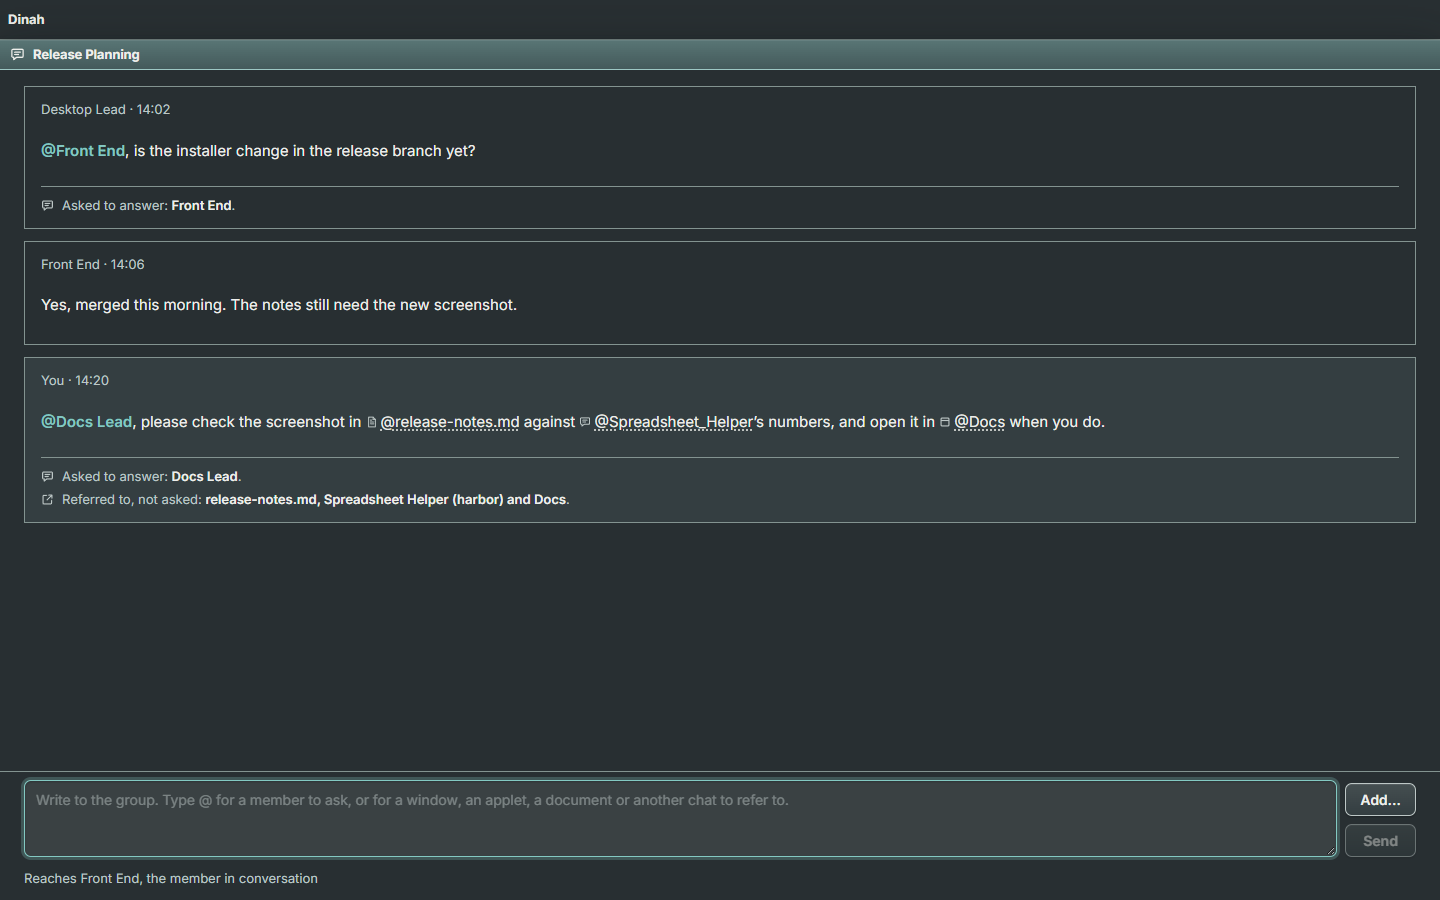 Dinah
Release Planning
Desktop Lead · 14:02
@Front End, is the installer change in the release branch yet?
Asked to answer: Front End.
Front End · 14:06
Yes, merged this morning. The notes still need the new screenshot.
You · 14:20
@Docs Lead, please check the screenshot in @release-notes.md against @Spreadsheet_Helper’s numbers, and open it in @Docs when you do.
Asked to answer: Docs Lead.
Referred to, not asked: release-notes.md, Spreadsheet Helper (harbor) and Docs.
Write to the group. Type @ for a member to ask, or for a window, an applet, a document or another chat to refer to.
Add...
Send
Reaches Front End, the member in conversation